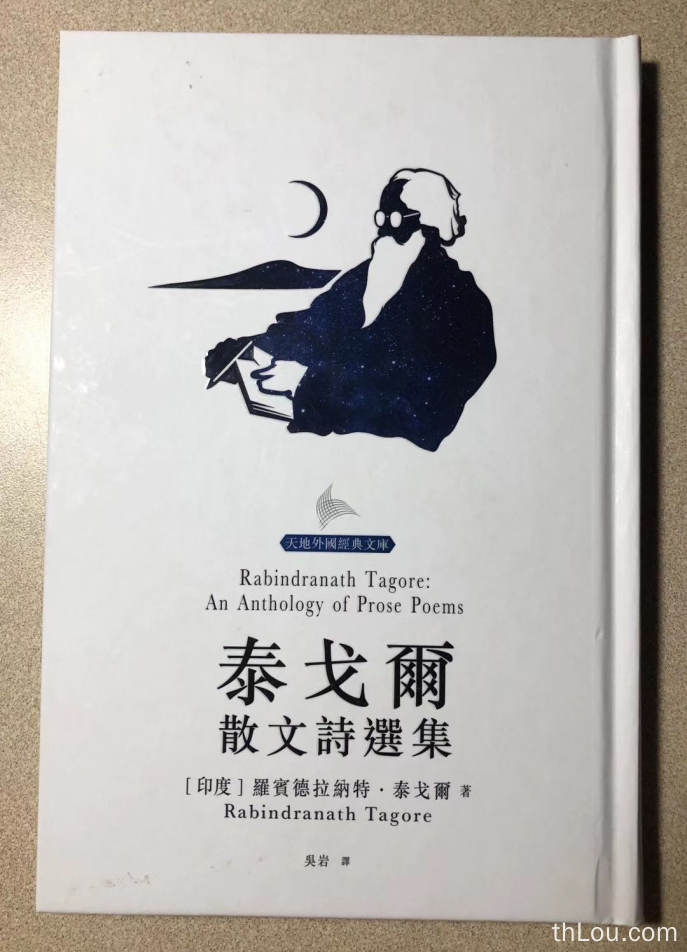 天地外國經典文庫
Rabindranath Tagore:
An Anthology of Prose Poems
泰戈爾
散文詩選集
［印度］羅賓德拉納特·泰戈爾 著
Rabindranath Tagore
吳岩 譯
thLou.com